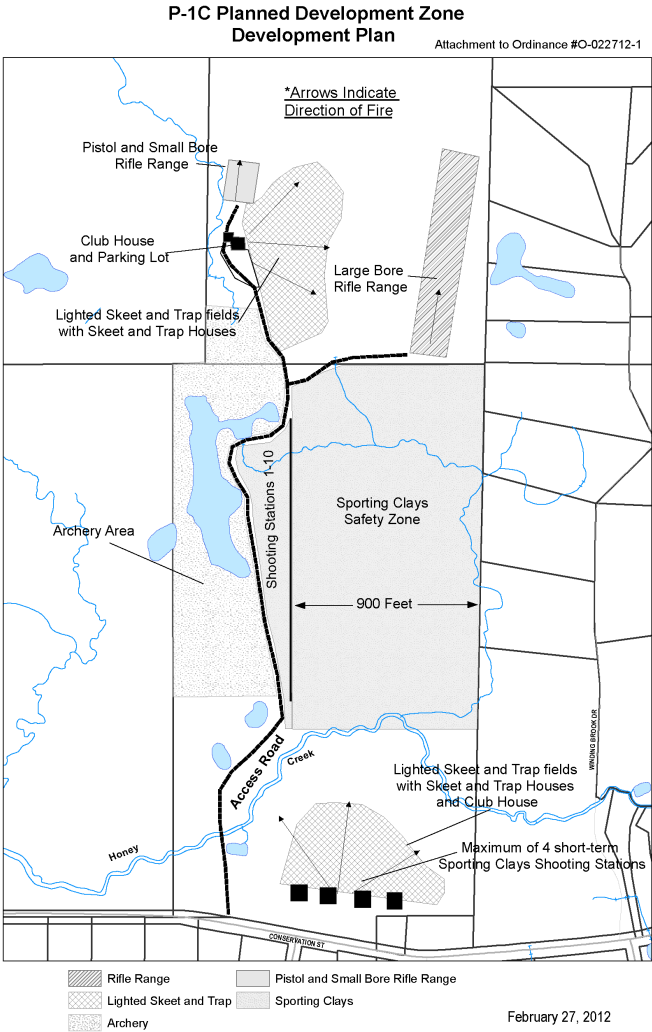 P-1C Planned Development Zone
Development Plan
Attachment to Ordinance #O-022712-1
*Arrows Indicate
Direction of Fire
Pistol and Small Bore
Rifle Range
Club House
and Parking Lot
Large Bore
Rifle Range
Lighted Skeet and Trap fields
with Skeet and Trap Houses
Shooting Stations 1-10
Sporting Clays
Safety Zone
Archery Area
900 Feet
WINDING BROOK DR
Access Road
Creek
Lighted Skeet and Trap fields
with Skeet and Trap Houses
and Club House
Honey
Maximum of 4 short-term
Sporting Clays Shooting Stations
CONSERVATION ST
Rifle Range
Pistol and Small Bore Rifle Range
Lighted Skeet and Trap
Sporting Clays
Archery
February 27, 2012